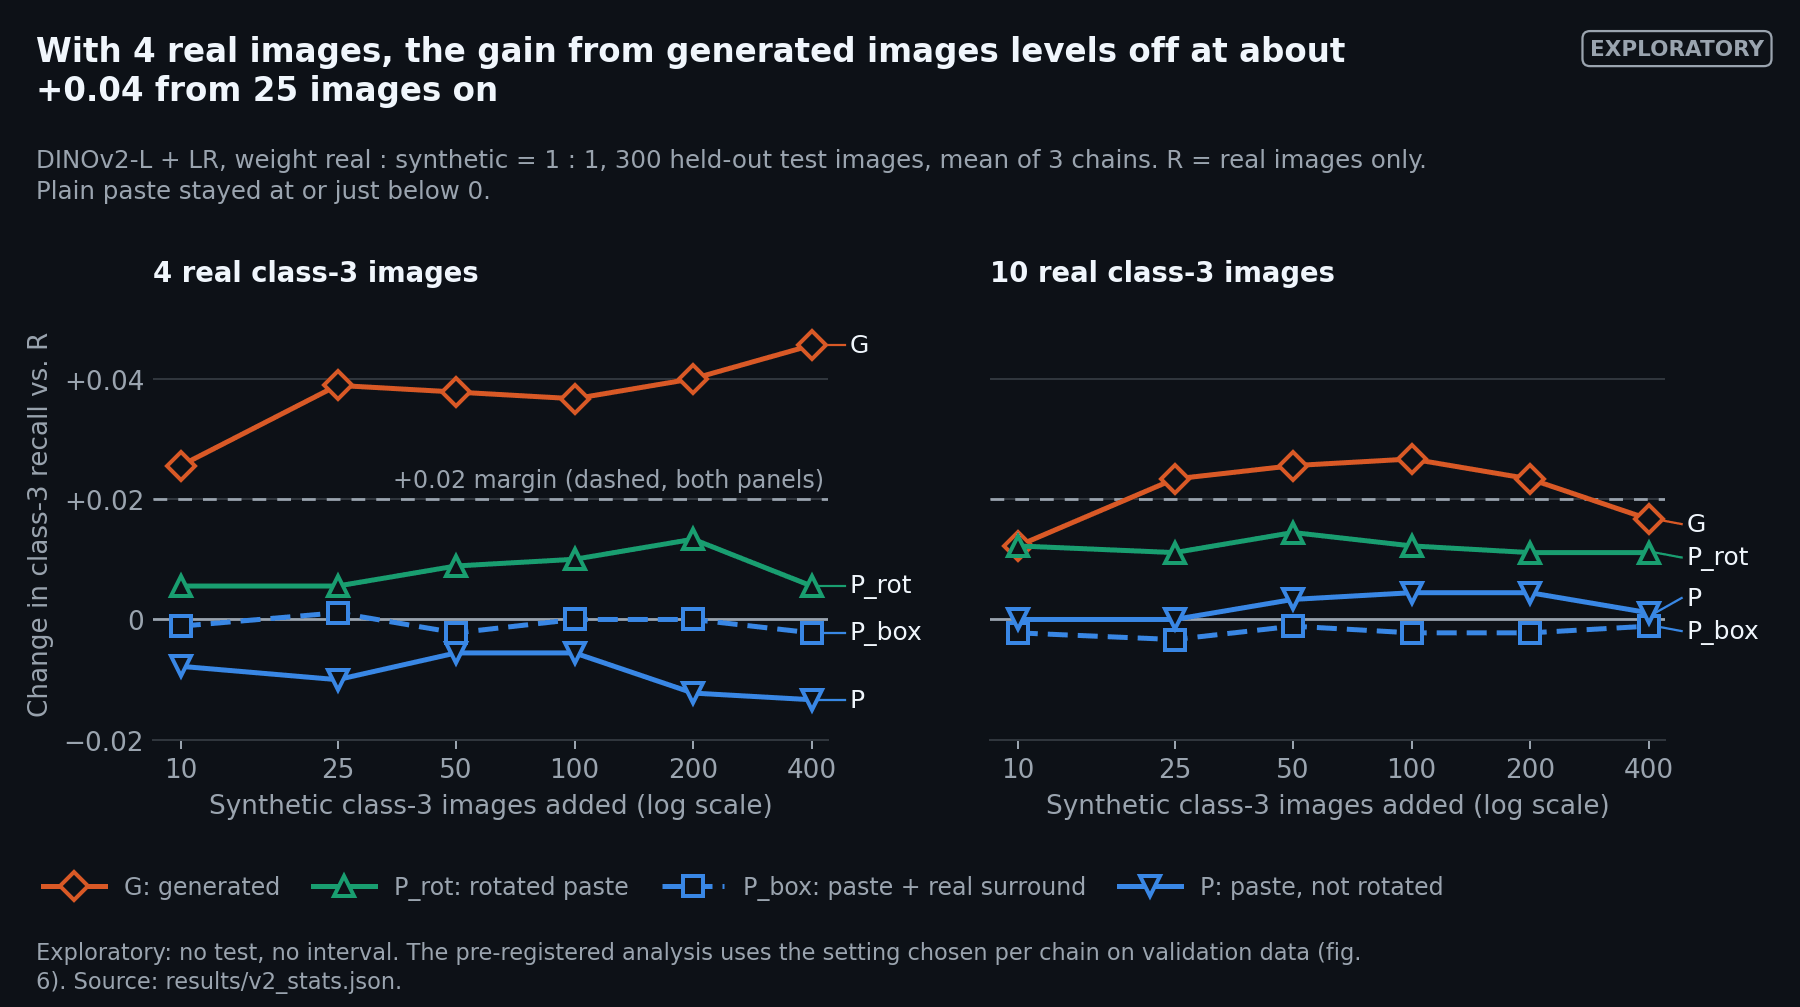 With 4 real images, the gain from generated images levels off at about
+0.04 from 25 images on
EXPLORATORY
DINOv2-L + LR, weight real : synthetic = 1 : 1, 300 held-out test images, mean of 3 chains. R = real images only.
Plain paste stayed at or just below 0.
4 real class-3 images
10 real class-3 images
Change in class-3 recall vs. R
+0.04
+0.02
0
−0.02
+0.02 margin (dashed, both panels)
G
P_rot
P_box
P
G
P_rot
P
P_box
10 25 50 100 200 400
10 25 50 100 200 400
Synthetic class-3 images added (log scale)
Synthetic class-3 images added (log scale)
G: generated
P_rot: rotated paste
P_box: paste + real surround
P: paste, not rotated
Exploratory: no test, no interval. The pre-registered analysis uses the setting chosen per chain on validation data (fig.
6). Source: results/v2_stats.json.